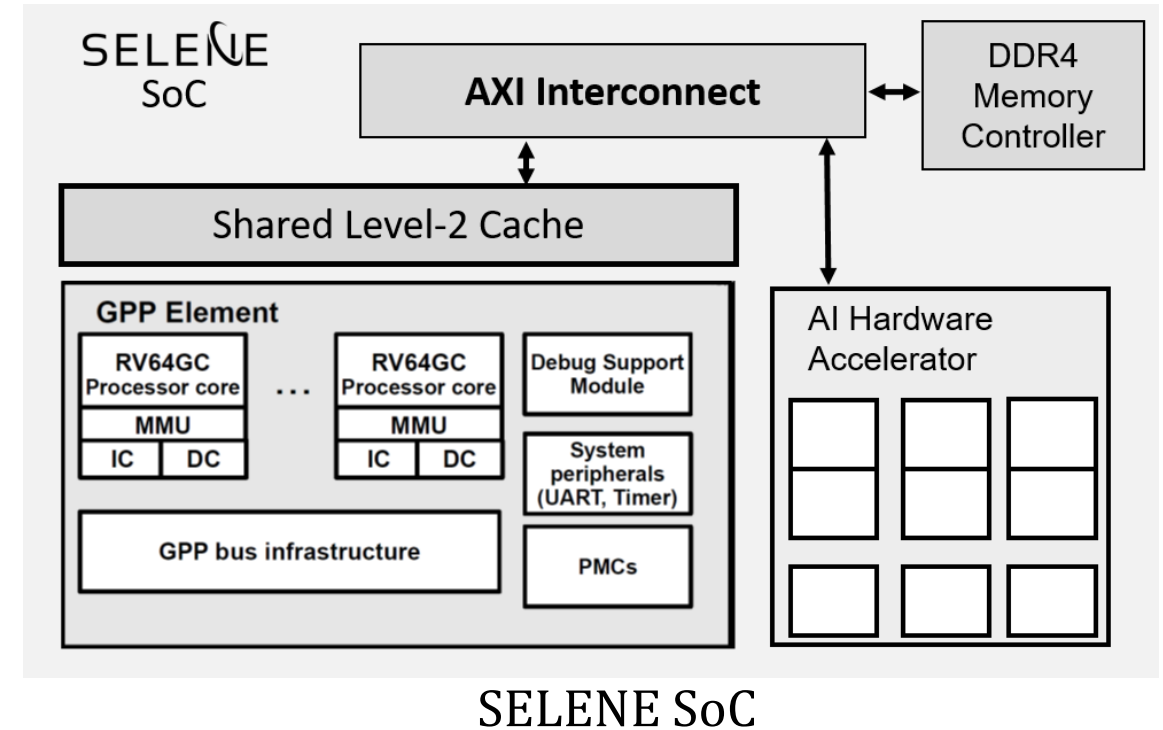 SELENE
SoC
AXI Interconnect
DDR4
Memory
Controller
Shared Level-2 Cache
GPP Element
RV64GC
Processor core
MMU
IC DC
...
RV64GC
Processor core
MMU
IC DC
Debug Support
Module
System
peripherals
(UART, Timer)
GPP bus infrastructure
PMCs
AI Hardware
Accelerator
SELENE SoC